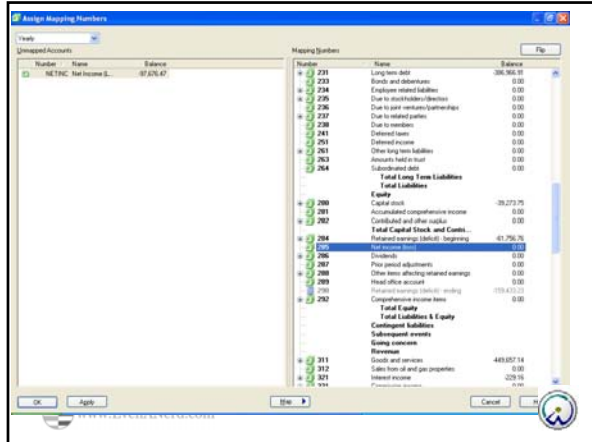 Assign Mapping Numbers
Yearly
Unmapped Accounts
Mapping Numbers
Flip
Number Name Balance
NETINC Net Income (L... -97,676.47
Number Name Balance
231 Long term debt -386,966.91
233 Bonds and debentures 0.00
234 Employee related liabilities 0.00
235 Due to stockholders/directors 0.00
236 Due to joint ventures/partnerships 0.00
237 Due to related parties 0.00
238 Due to members 0.00
241 Deferred taxes 0.00
251 Deferred income 0.00
261 Other long term liabilities 0.00
263 Amounts held in trust 0.00
264 Subordinated debt 0.00
Total Long Term Liabilities
Total Liabilities
Equity
280 Capital stock -39,273.75
281 Accumulated comprehensive income 0.00
282 Contributed and other surplus 0.00
Total Capital Stock and Contri...
284 Retained earnings (deficit) - beginning -61,756.76
285 Net income (loss) 0.00
286 Dividends 0.00
287 Prior period adjustments 0.00
288 Other items affecting retained earnings 0.00
289 Head office account 0.00
290 Retained earnings (deficit) - ending -159,433.23
292 Comprehensive income items 0.00
Total Equity
Total Liabilities & Equity
Contingent liabilities
Subsequent events
Going concern
Revenue
311 Goods and services 449,657.14
312 Sales from oil and gas properties 0.00
321 Interest income -229.16
331 Commission income 0.00
OK Apply Map Cancel H
www.EvenANerd.com